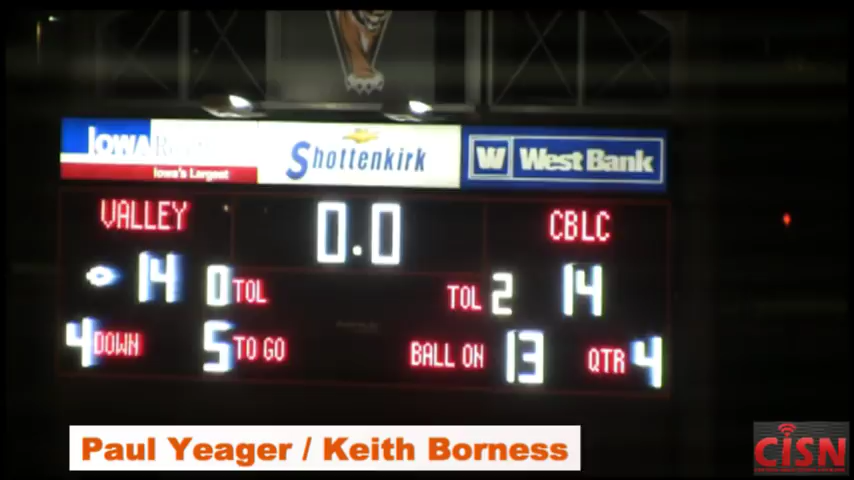 Shottenkirk
W West Bank
Iowa's Largest
VALLEY 0.0 CBLC
14 0 TOL TOL 2 14
4 DOWN 5 TO GO BALL ON 13 QTR 4
Paul Yeager / Keith Borness
CISN